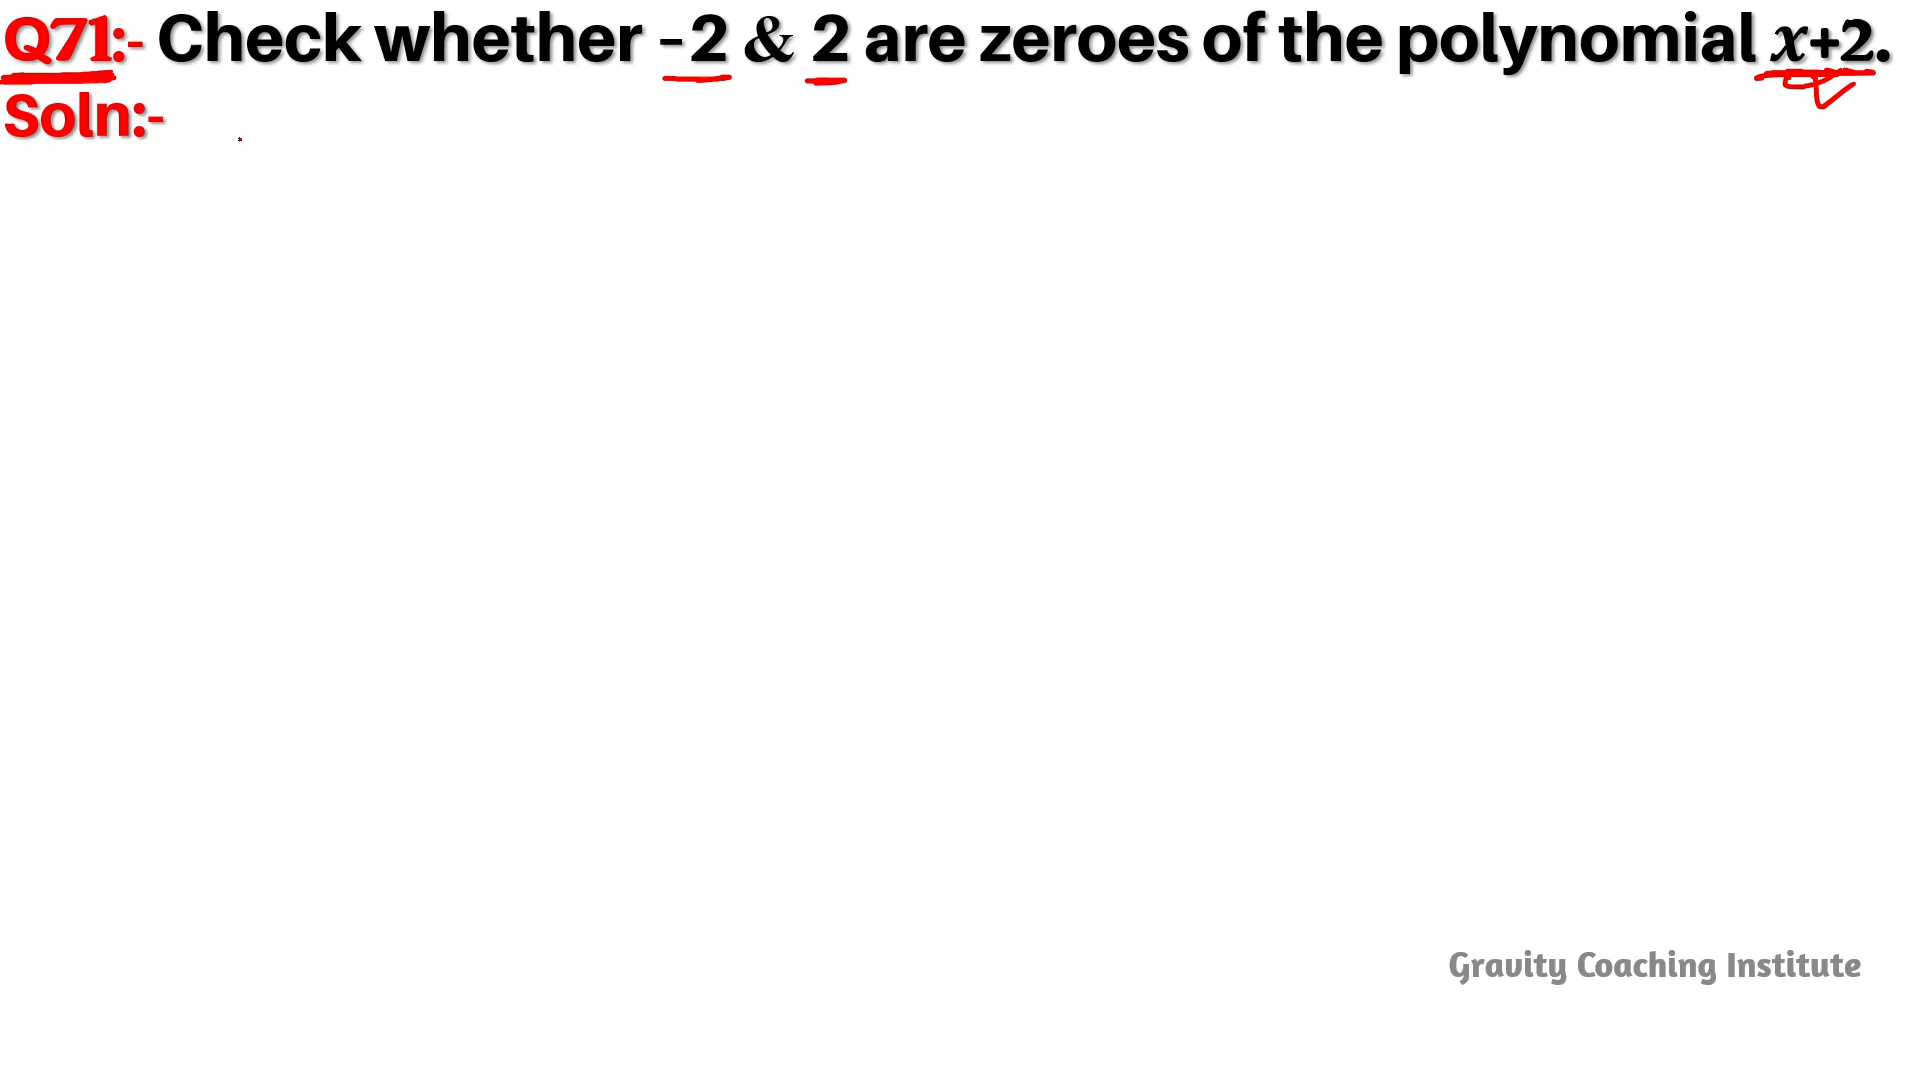 Q71:- Check whether -2 & 2 are zeroes of the polynomial x+2.
Soln:-
Gravity Coaching Institute